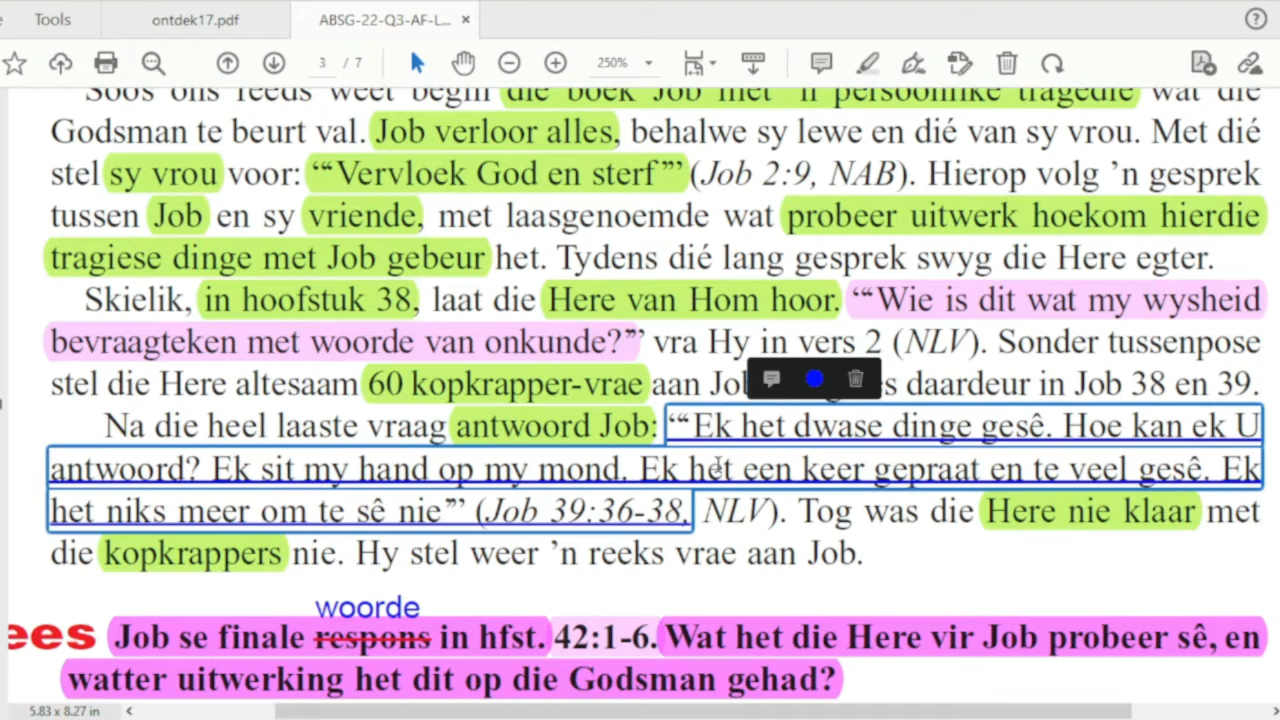 Tools ontdek17.pdf ABSG-22-Q3-AF-L... ×
3 / 7 250%
Soos ons reeds weet begin die boek Job met 'n persoonlike tragedie wat die
Godsman te beurt val. Job verloor alles, behalwe sy lewe en dié van sy vrou. Met dié
stel sy vrou voor: “‘Vervloek God en sterf’” (Job 2:9, NAB). Hierop volg ’n gesprek
tussen Job en sy vriende, met laasgenoemde wat probeer uitwerk hoekom hierdie
tragiese dinge met Job gebeur het. Tydens dié lang gesprek swyg die Here egter.
Skielik, in hoofstuk 38, laat die Here van Hom hoor. “‘Wie is dit wat my wysheid
bevraagteken met woorde van onkunde?’” vra Hy in vers 2 (NLV). Sonder tussenpose
stel die Here altesaam 60 kopkrapper-vrae aan Job s daardeur in Job 38 en 39.
Na die heel laaste vraag antwoord Job: “‘Ek het dwase dinge gesê. Hoe kan ek U
antwoord? Ek sit my hand op my mond. Ek het een keer gepraat en te veel gesê. Ek
het niks meer om te sê nie’” (Job 39:36-38, NLV). Tog was die Here nie klaar met
die kopkrappers nie. Hy stel weer ’n reeks vrae aan Job.
woorde
ees Job se finale respons in hfst. 42:1-6. Wat het die Here vir Job probeer sê, en
watter uitwerking het dit op die Godsman gehad?
5.83 x 8.27 in